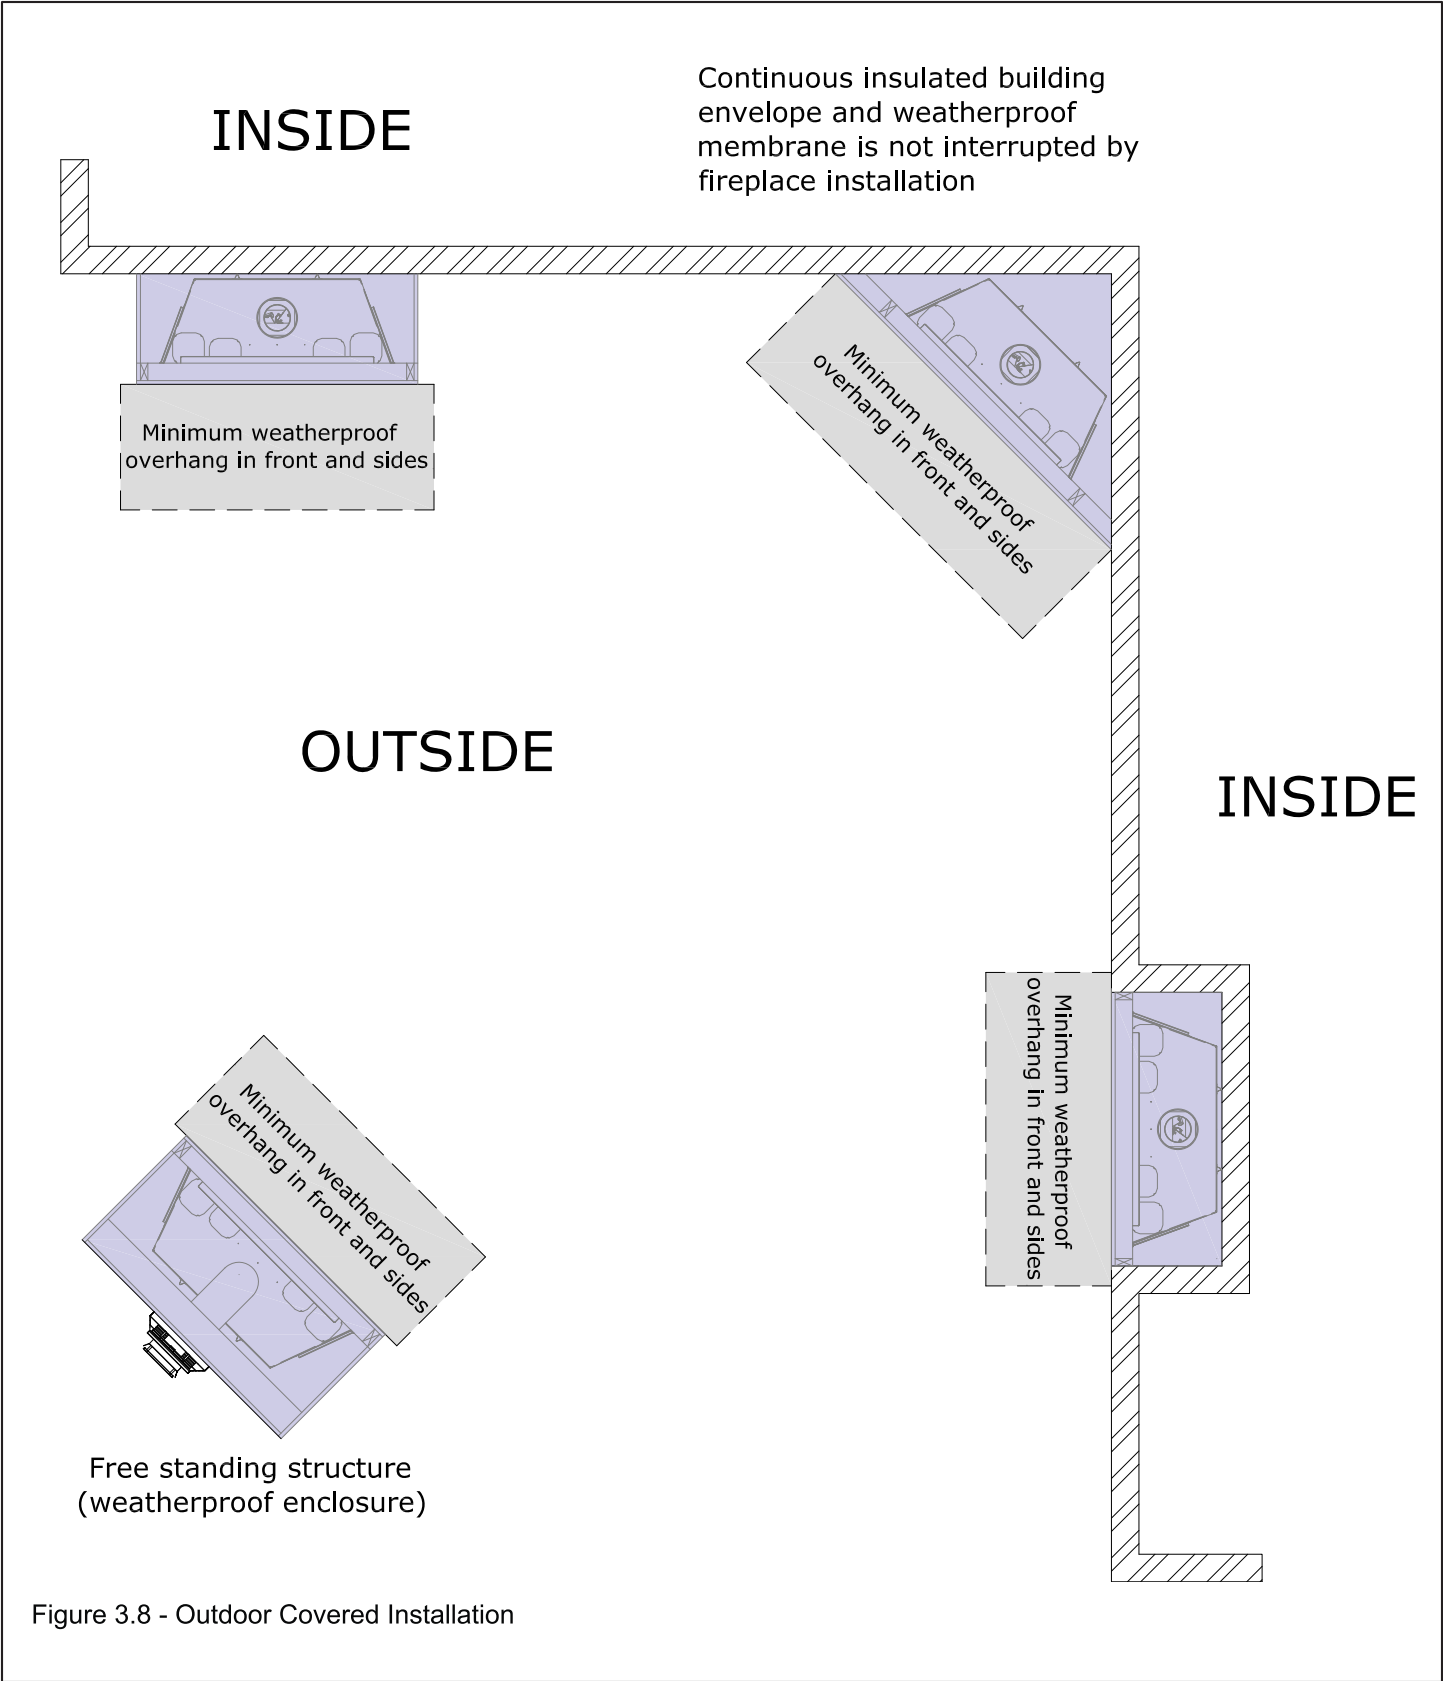 INSIDE
Continuous insulated building
envelope and weatherproof
membrane is not interrupted by
fireplace installation
Minimum weatherproof
overhang in front and sides
Minimum weatherproof
overhang in front and sides
OUTSIDE
INSIDE
Minimum weatherproof
overhang in front and sides
Minimum weatherproof
overhang in front and sides
Free standing structure
(weatherproof enclosure)
Figure 3.8 - Outdoor Covered Installation